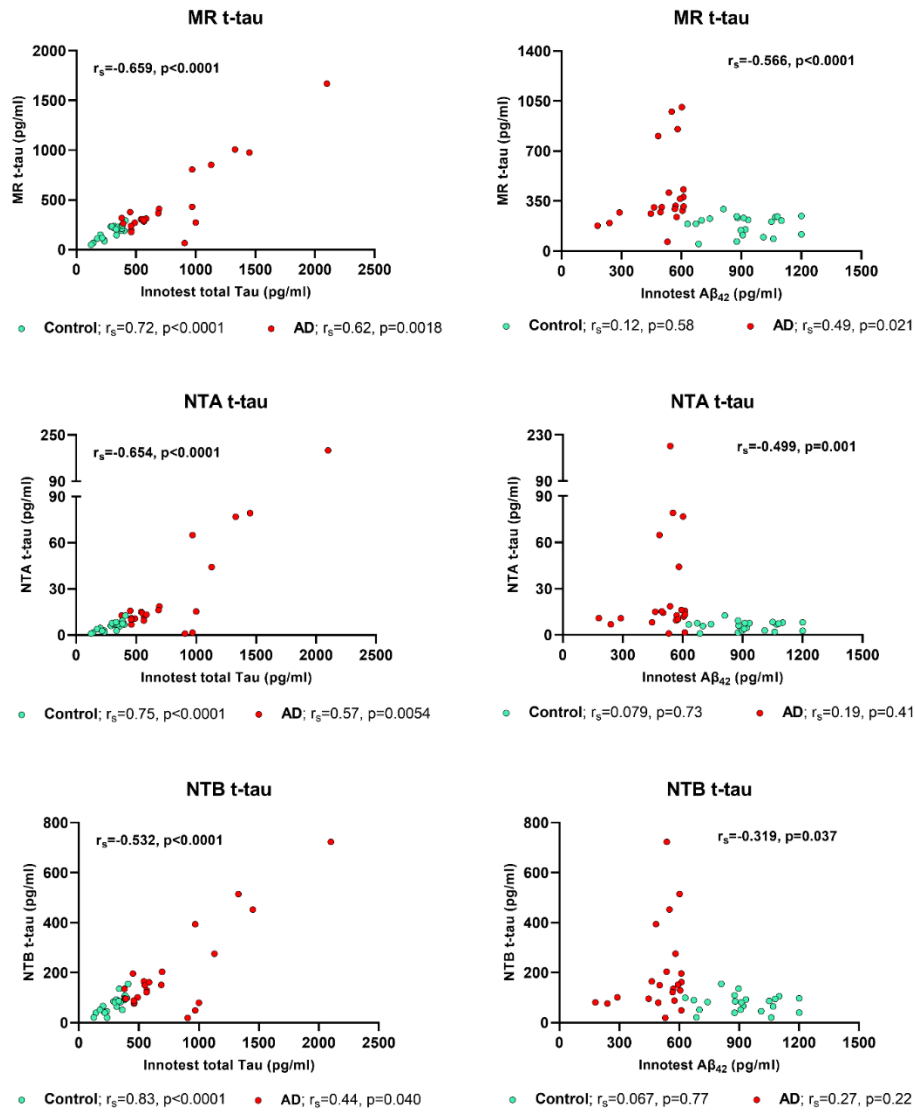 MR t-tau
MR t-tau (pg/ml)
2000
1500
1000
500
0
rₛ=-0.659, p<0.0001
0 500 1000 1500 2000 2500
Innotest total Tau (pg/ml)
Control; rₛ=0.72, p<0.0001 AD; rₛ=0.62, p=0.0018
MR t-tau
MR t-tau (pg/ml)
1400
1050
700
350
0
rₛ=-0.566, p<0.0001
0 300 600 900 1200 1500
Innotest Aβ₄₂ (pg/ml)
Control; rₛ=0.12, p=0.58 AD; rₛ=0.49, p=0.021
NTA t-tau
NTA t-tau (pg/ml)
250
90
90
60
30
0
rₛ=-0.654, p<0.0001
0 500 1000 1500 2000 2500
Innotest total Tau (pg/ml)
Control; rₛ=0.75, p<0.0001 AD; rₛ=0.57, p=0.0054
NTA t-tau
NTA t-tau (pg/ml)
230
90
90
60
30
0
rₛ=-0.499, p=0.001
0 300 600 900 1200 1500
Innotest Aβ₄₂ (pg/ml)
Control; rₛ=0.079, p=0.73 AD; rₛ=0.19, p=0.41
NTB t-tau
NTB t-tau (pg/ml)
800
600
400
200
0
rₛ=-0.532, p<0.0001
0 500 1000 1500 2000 2500
Innotest total Tau (pg/ml)
Control; rₛ=0.83, p<0.0001 AD; rₛ=0.44, p=0.040
NTB t-tau
NTB t-tau (pg/ml)
800
600
400
200
0
rₛ=-0.319, p=0.037
0 300 600 900 1200 1500
Innotest Aβ₄₂ (pg/ml)
Control; rₛ=0.067, p=0.77 AD; rₛ=0.27, p=0.22